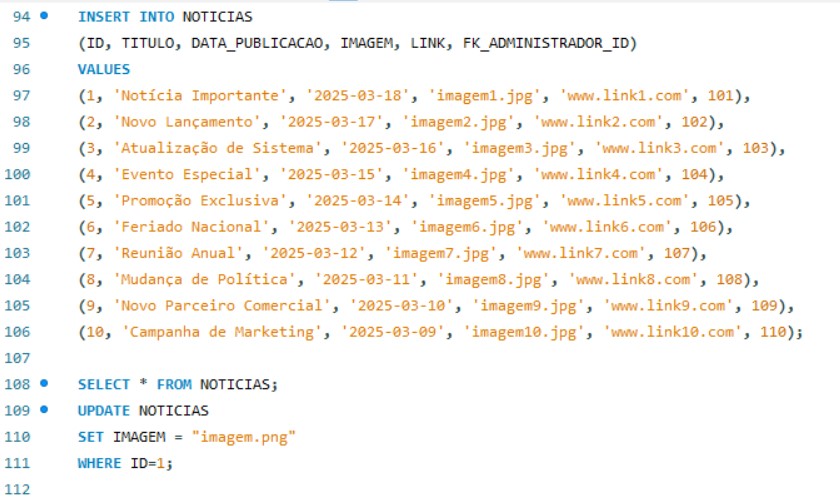 94 INSERT INTO NOTICIAS
95 (ID, TITULO, DATA_PUBLICACAO, IMAGEM, LINK, FK_ADMINISTRADOR_ID)
96 VALUES
97 (1, 'Notícia Importante', '2025-03-18', 'imagem1.jpg', 'www.link1.com', 101),
98 (2, 'Novo Lançamento', '2025-03-17', 'imagem2.jpg', 'www.link2.com', 102),
99 (3, 'Atualização de Sistema', '2025-03-16', 'imagem3.jpg', 'www.link3.com', 103),
100 (4, 'Evento Especial', '2025-03-15', 'imagem4.jpg', 'www.link4.com', 104),
101 (5, 'Promoção Exclusiva', '2025-03-14', 'imagem5.jpg', 'www.link5.com', 105),
102 (6, 'Feriado Nacional', '2025-03-13', 'imagem6.jpg', 'www.link6.com', 106),
103 (7, 'Reunião Anual', '2025-03-12', 'imagem7.jpg', 'www.link7.com', 107),
104 (8, 'Mudança de Política', '2025-03-11', 'imagem8.jpg', 'www.link8.com', 108),
105 (9, 'Novo Parceiro Comercial', '2025-03-10', 'imagem9.jpg', 'www.link9.com', 109),
106 (10, 'Campanha de Marketing', '2025-03-09', 'imagem10.jpg', 'www.link10.com', 110);
107
108 SELECT * FROM NOTICIAS;
109 UPDATE NOTICIAS
110 SET IMAGEM = "imagem.png"
111 WHERE ID=1;
112